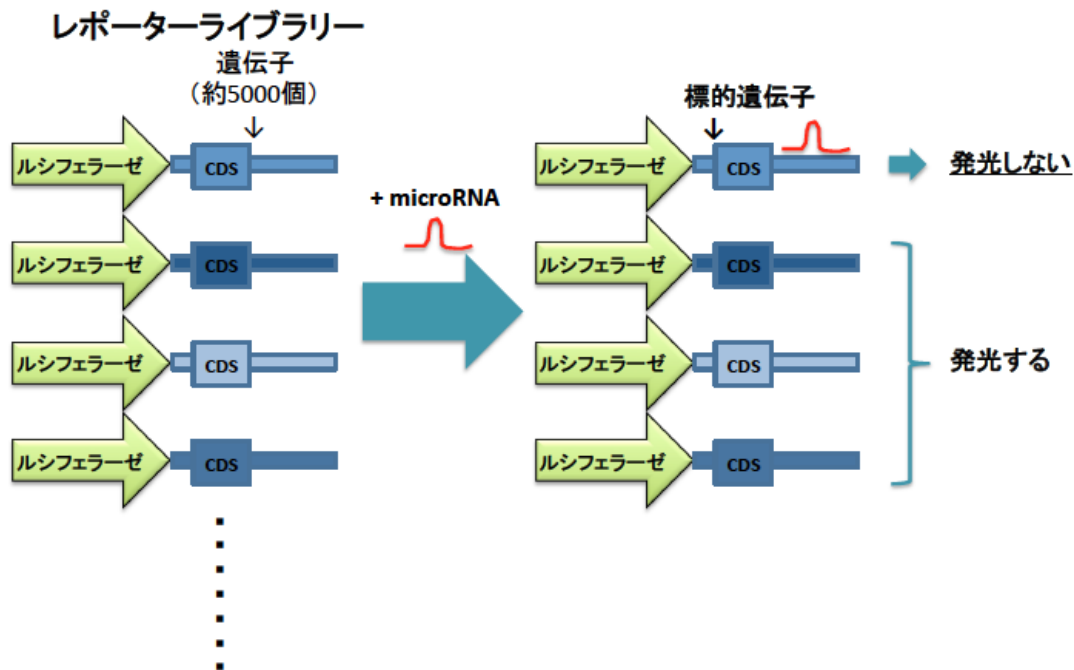 レポーターライブラリー
遺伝子
（約5000個）
ルシフェラーゼ
CDS
ルシフェラーゼ
CDS
ルシフェラーゼ
CDS
ルシフェラーゼ
CDS
+ microRNA
標的遺伝子
ルシフェラーゼ
CDS
発光しない
ルシフェラーゼ
CDS
ルシフェラーゼ
CDS
ルシフェラーゼ
CDS
発光する